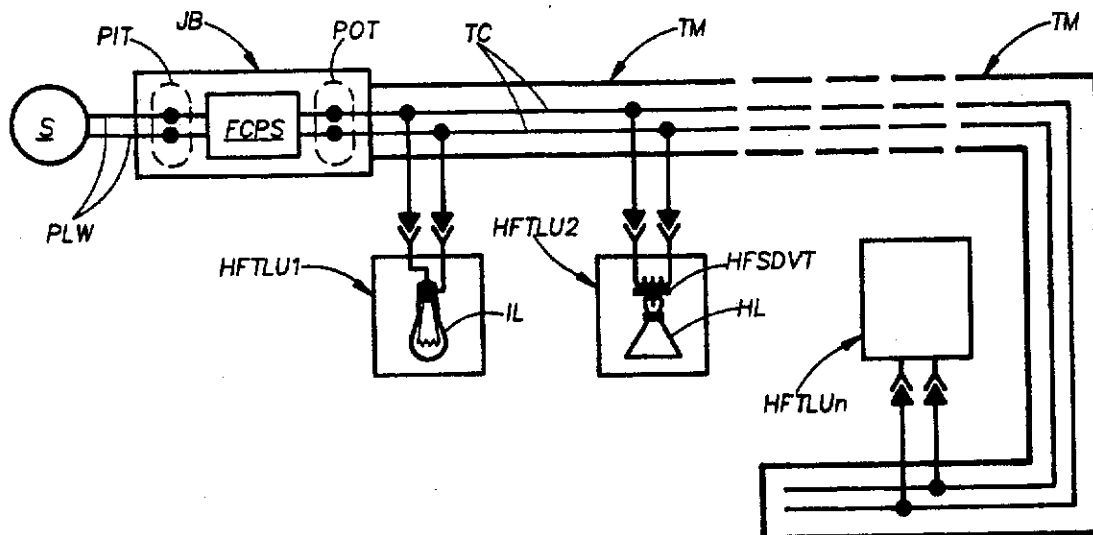 JB
PIT
POT
TC
TM
TM
S
FCPS
PLW
HFTLU1
IL
HFTLU2
HFSDVT
HL
HFTLUn